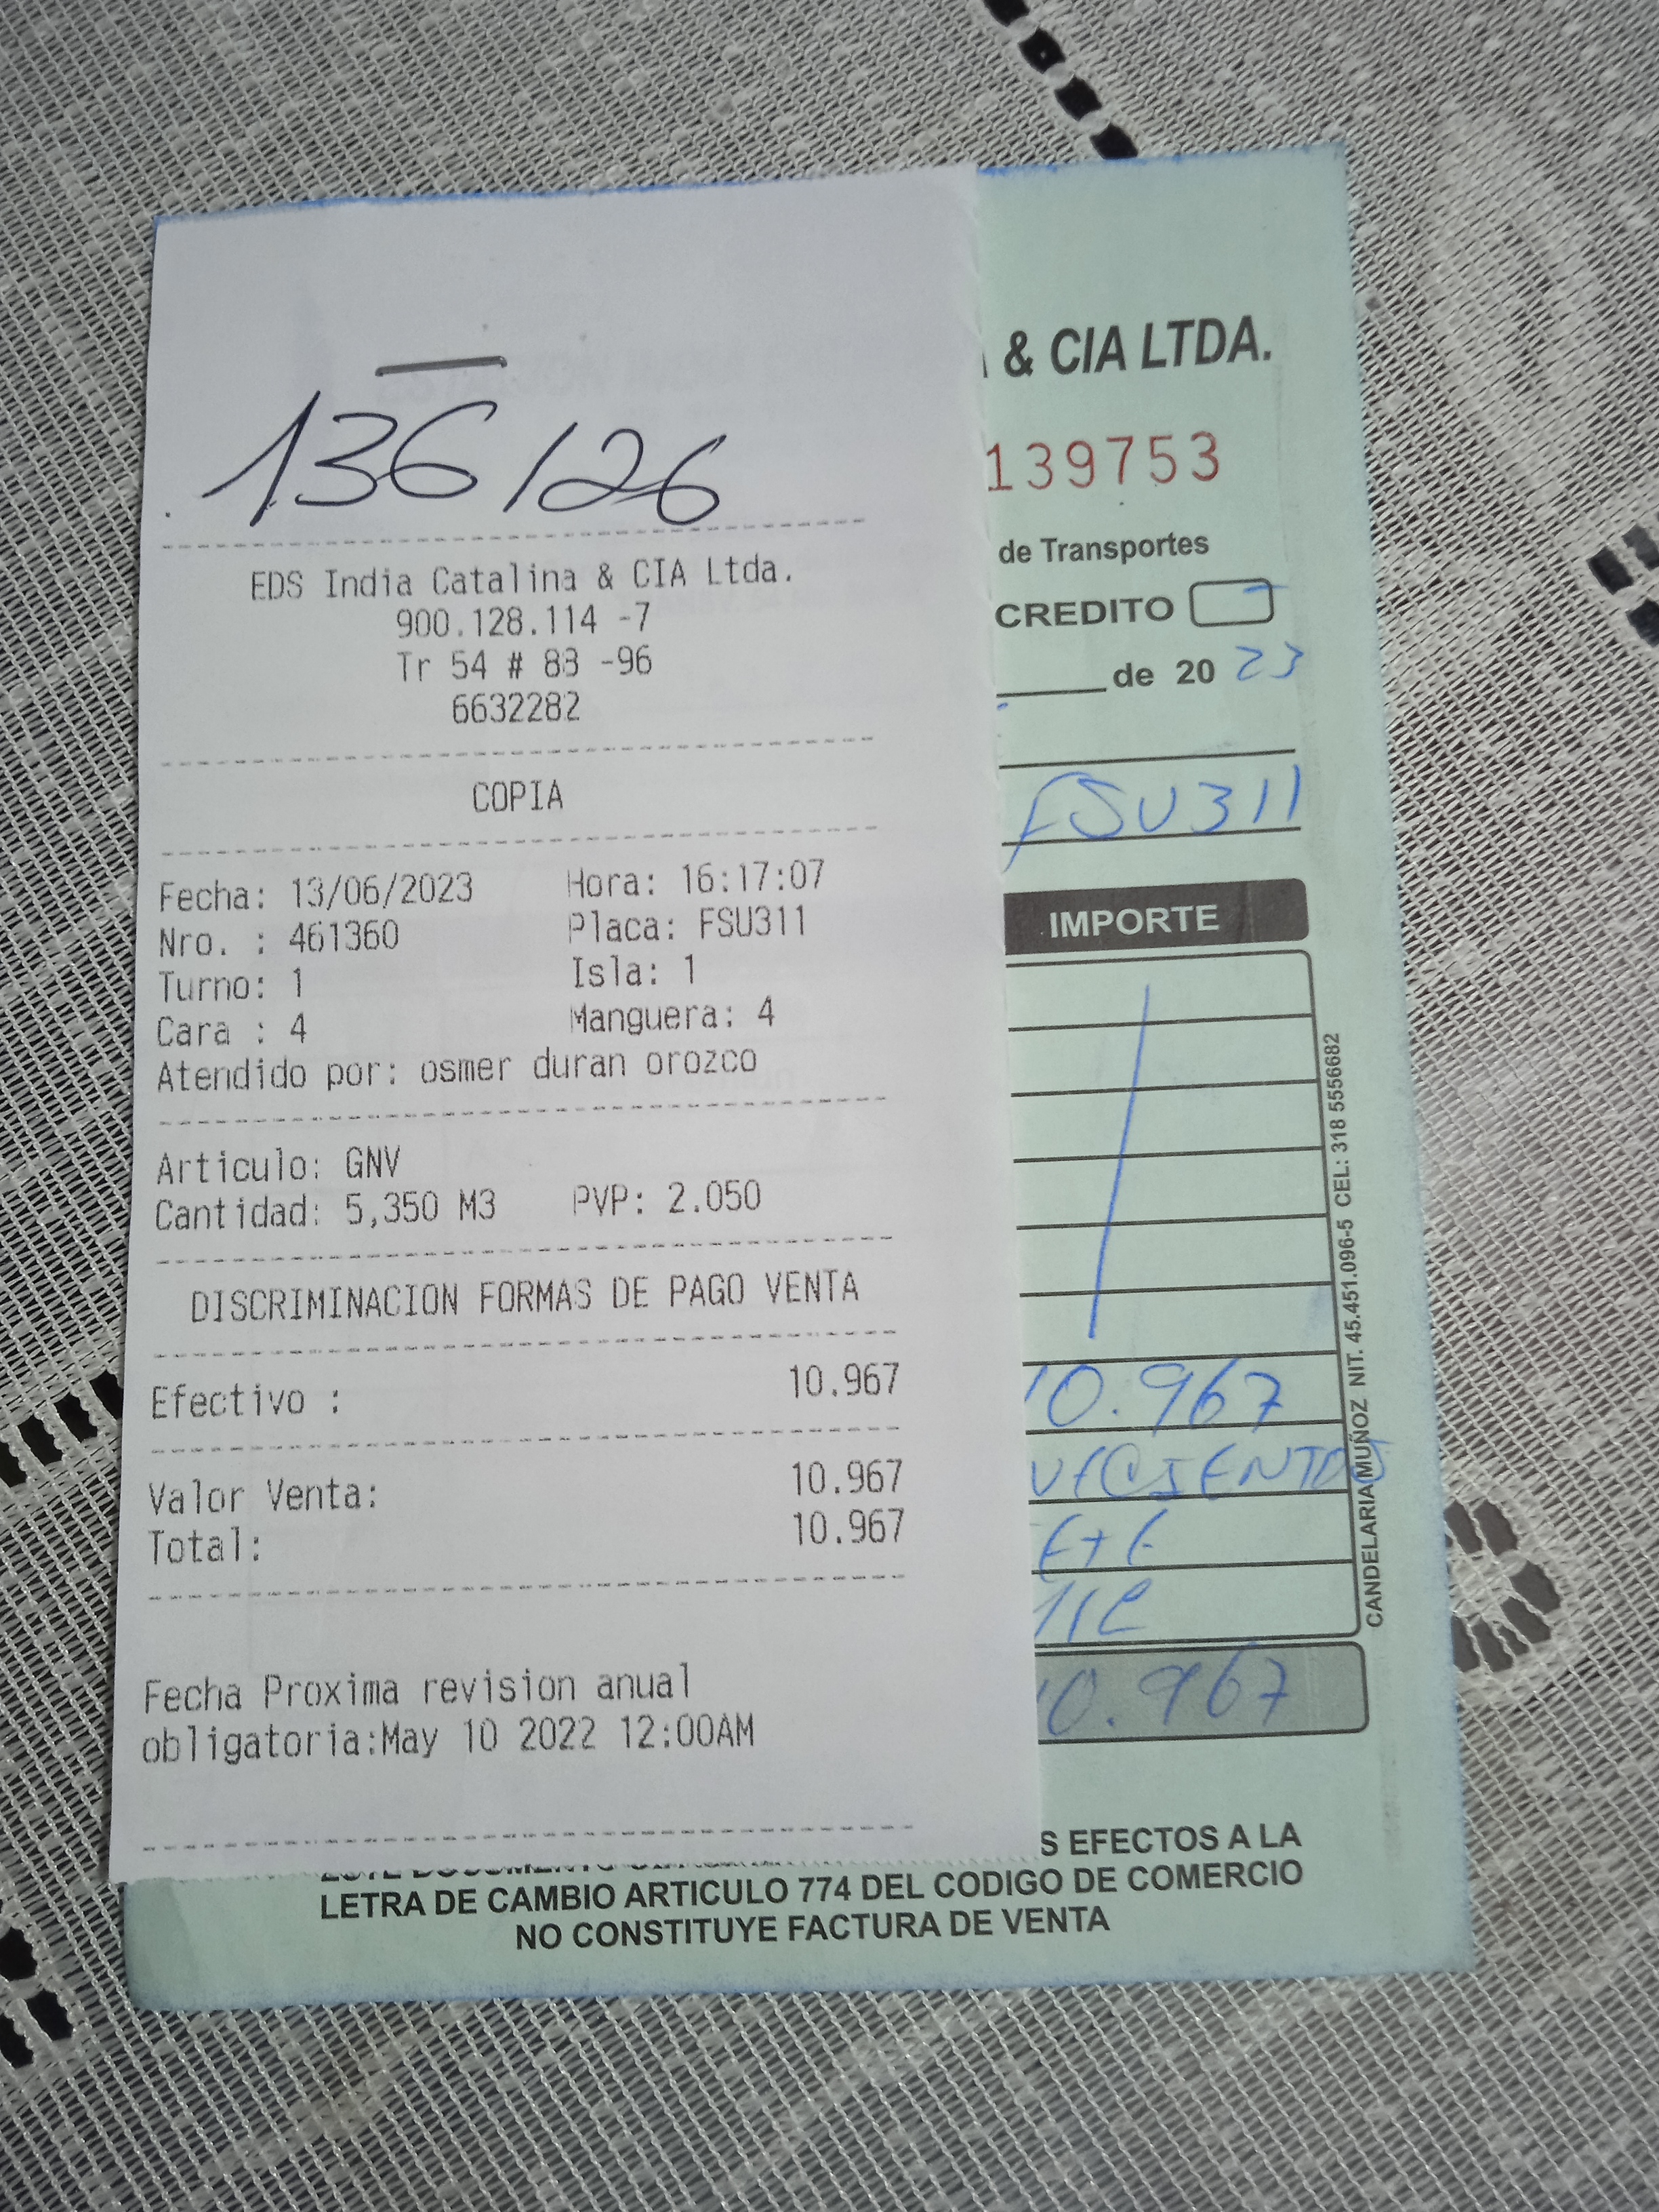 136126
EDS India Catalina & CIA Ltda.
900.128.114 -7
Tr 54 # 83 -96
6632282
COPIA
Fecha: 13/06/2023 Hora: 16:17:07
Nro. : 461360 Placa: FSU311
Turno: 1 Isla: 1
Cara : 4 Manguera: 4
Atendido por: osmer duran orozco
Articulo: GNV
Cantidad: 5,350 M3 PVP: 2.050
DISCRIMINACION FORMAS DE PAGO VENTA
Efectivo : 10.967
Valor Venta: 10.967
Total: 10.967
Fecha Proxima revision anual
obligatoria:May 10 2022 12:00AM
& CIA LTDA.
139753
de Transportes
CREDITO
de 20 23
FSU311
IMPORTE
10.967
10.967
CANDELARIA MUÑOZ NIT. 45.451.096-5 CEL: 318 5556682
S EFECTOS A LA
LETRA DE CAMBIO ARTICULO 774 DEL CODIGO DE COMERCIO
NO CONSTITUYE FACTURA DE VENTA